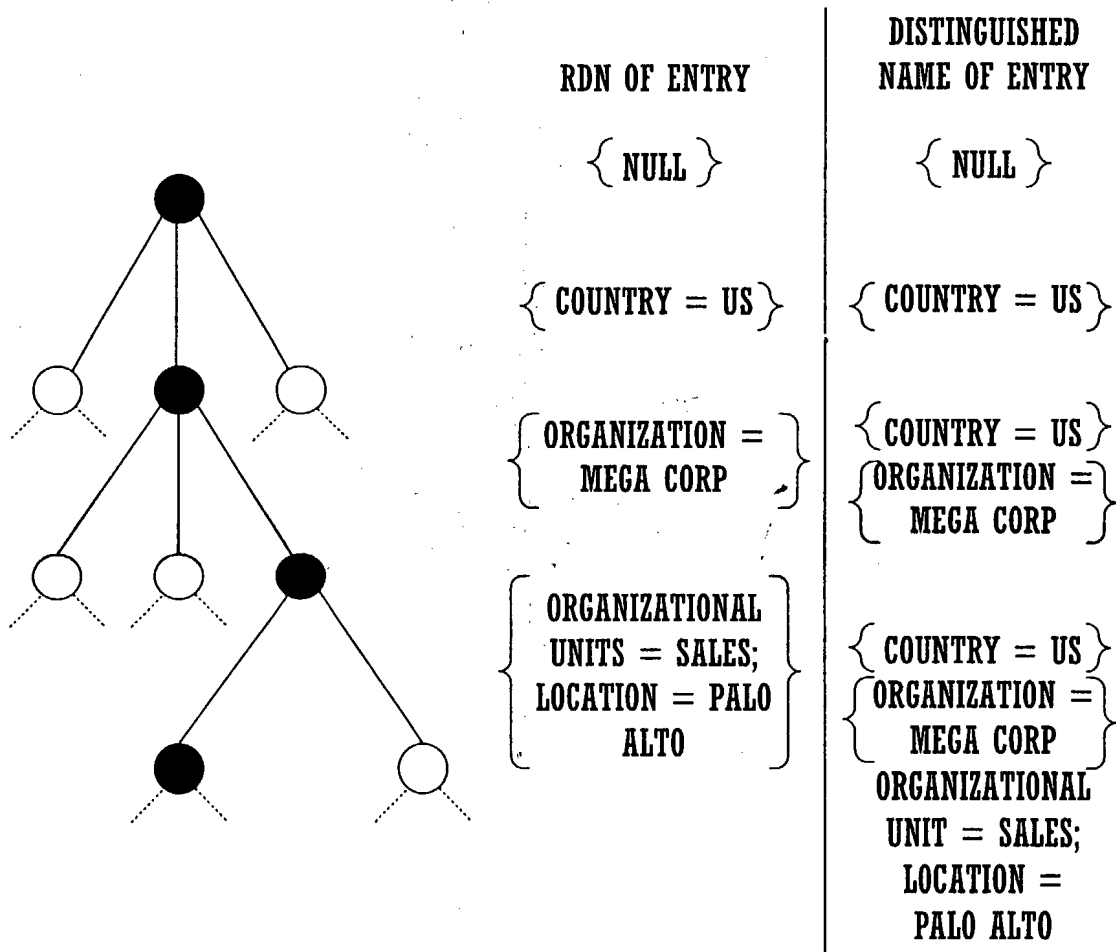 RDN OF ENTRY
DISTINGUISHED
NAME OF ENTRY
{ NULL }
{ NULL }
{ COUNTRY = US }
{ COUNTRY = US }
ORGANIZATION =
MEGA CORP
{ COUNTRY = US }
ORGANIZATION =
MEGA CORP
ORGANIZATIONAL
UNITS = SALES;
LOCATION = PALO
ALTO
{ COUNTRY = US }
ORGANIZATION =
MEGA CORP
ORGANIZATIONAL
UNIT = SALES;
LOCATION =
PALO ALTO